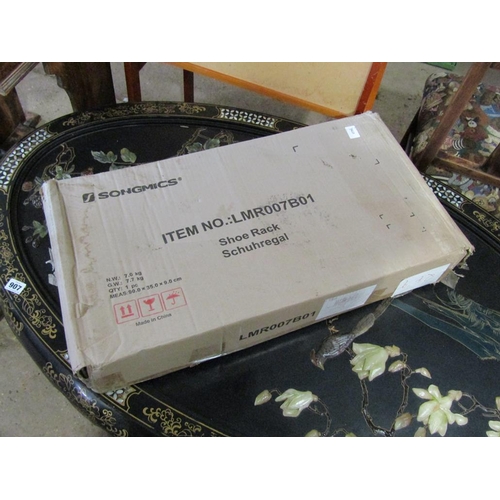 SONGMICS
ITEM NO.:LMR007B01
Shoe Rack
Schuhregal
N.W.: 7.0 kg
G.W.: 7.7 kg
QTY: 1 pc
Made In China
LMR007B01
907